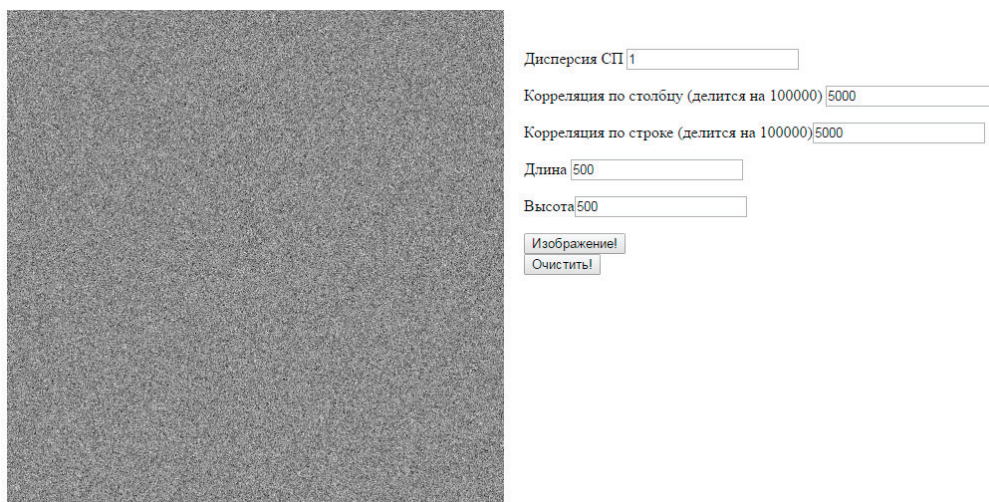 Дисперсия СП 1
Корреляция по столбцу (делится на 100000) 5000
Корреляция по строке (делится на 100000) 5000
Длина 500
Высота 500
Изображение!
Очистить!